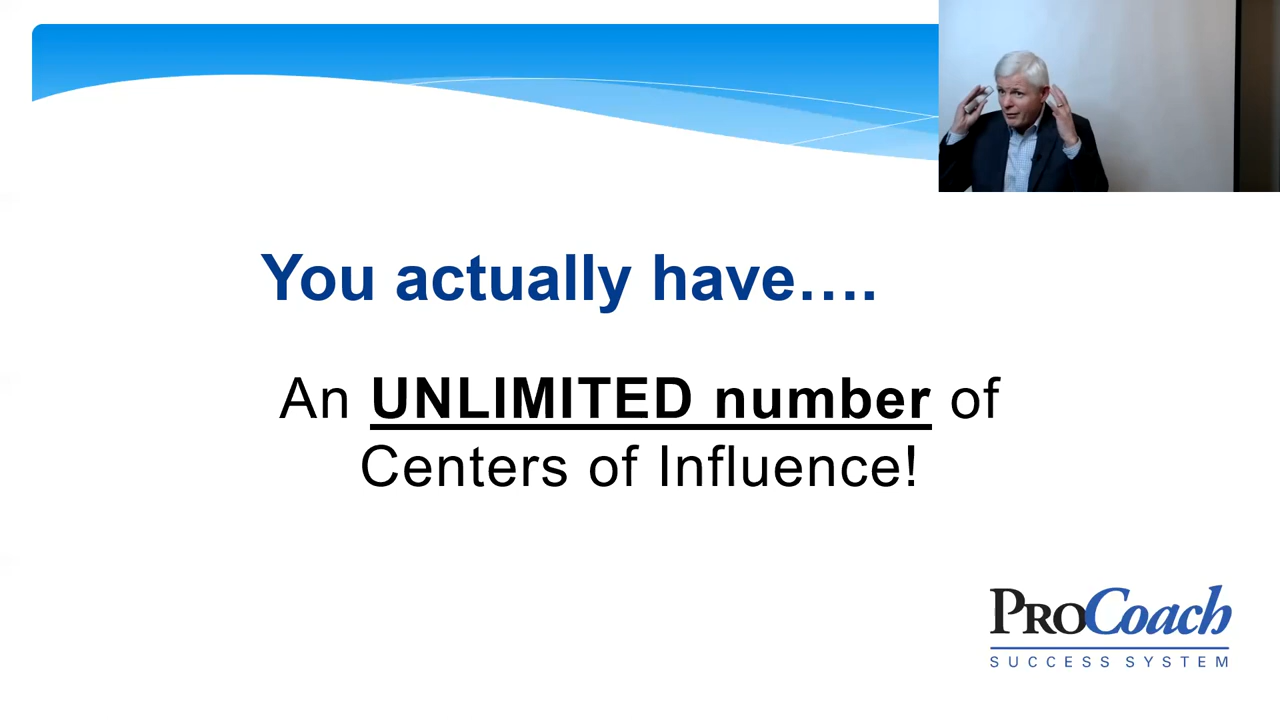 You actually have….
An UNLIMITED number of
Centers of Influence!
PROCoach
SUCCESS SYSTEM